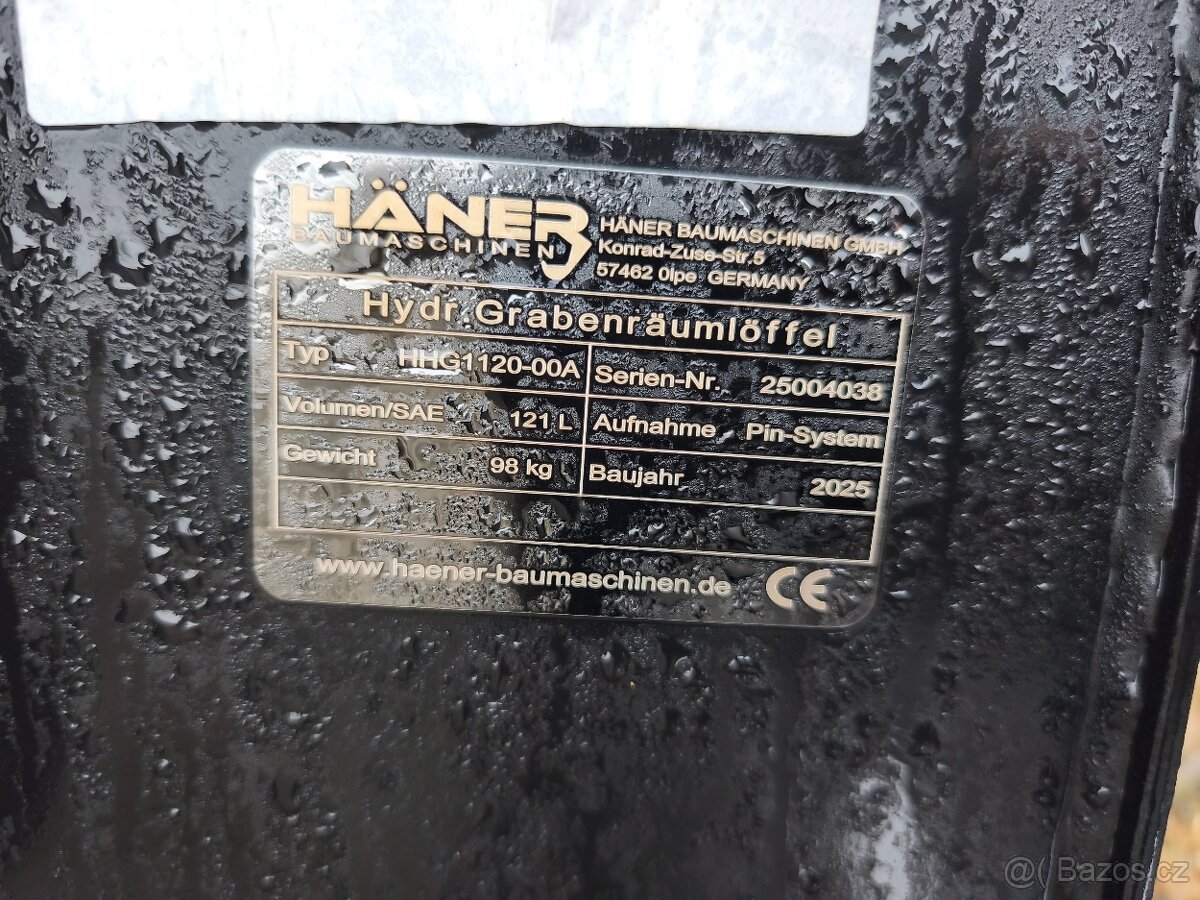 HÄNER
BAUMASCHINEN
HÄNER BAUMASCHINEN GMBH
Konrad-Zuse-Str.5
57462 Olpe GERMANY
Hydr.Grabenräumlöffel
Typ HHG1120-00A Serien-Nr. 25004038
Volumen/SAE 121 L Aufnahme Pin-System
Gewicht 98 kg Baujahr 2025
www.haener-baumaschinen.de CE
@( Bazos.cz